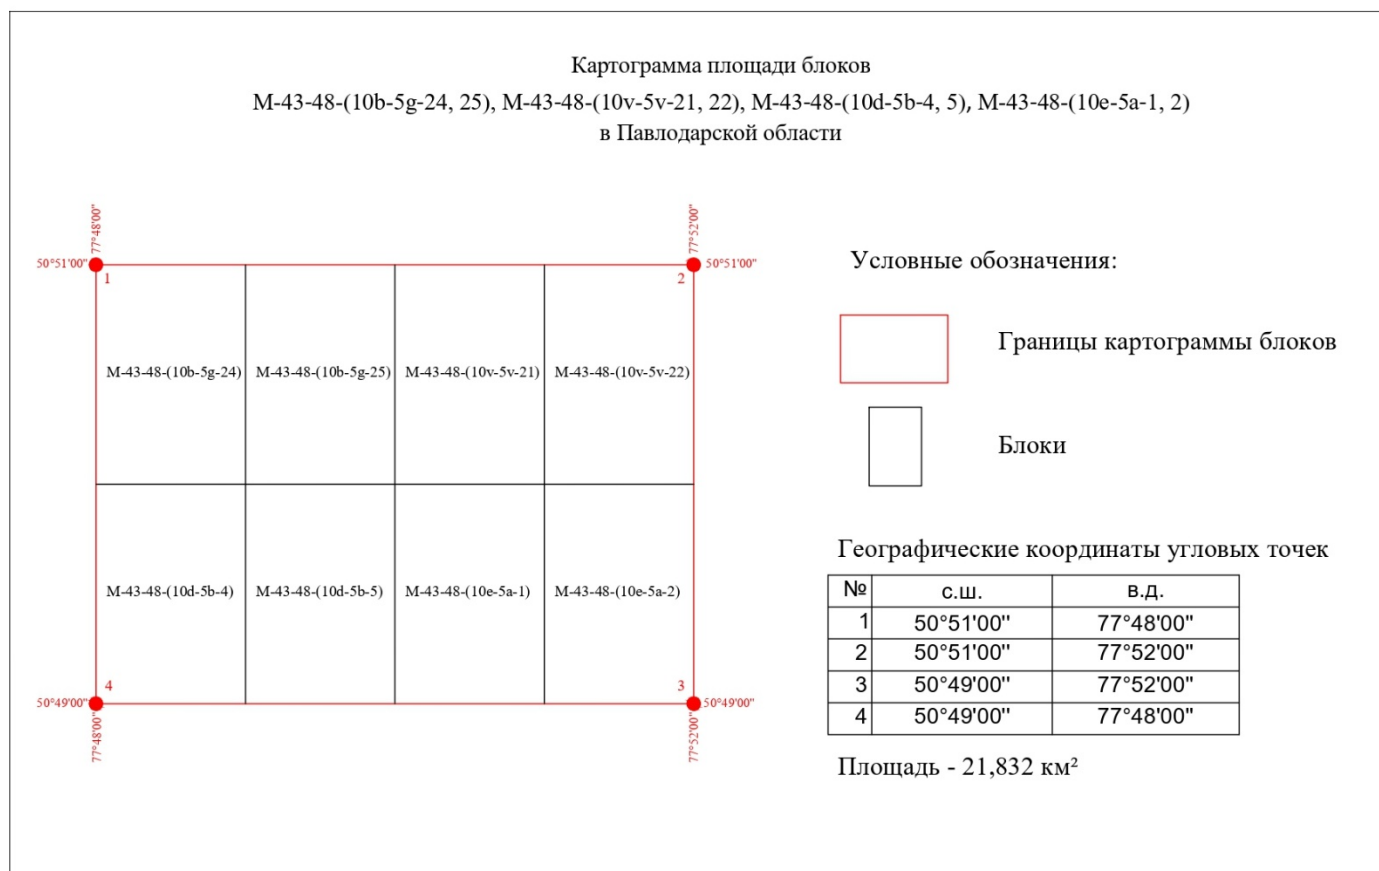 Картограмма площади блоков
М-43-48-(10b-5g-24, 25), М-43-48-(10v-5v-21, 22), М-43-48-(10d-5b-4, 5), М-43-48-(10e-5a-1, 2)
в Павлодарской области
77°48'00"
77°52'00"
50°51'00"
50°51'00"
1
2
М-43-48-(10b-5g-24)
М-43-48-(10b-5g-25)
М-43-48-(10v-5v-21)
М-43-48-(10v-5v-22)
М-43-48-(10d-5b-4)
М-43-48-(10d-5b-5)
М-43-48-(10e-5a-1)
М-43-48-(10e-5a-2)
4
3
50°49'00"
50°49'00"
77°48'00"
77°52'00"
Условные обозначения:
Границы картограммы блоков
Блоки
Географические координаты угловых точек
№ с.ш. в.д.
1 50°51'00" 77°48'00"
2 50°51'00" 77°52'00"
3 50°49'00" 77°52'00"
4 50°49'00" 77°48'00"
Площадь - 21,832 км²